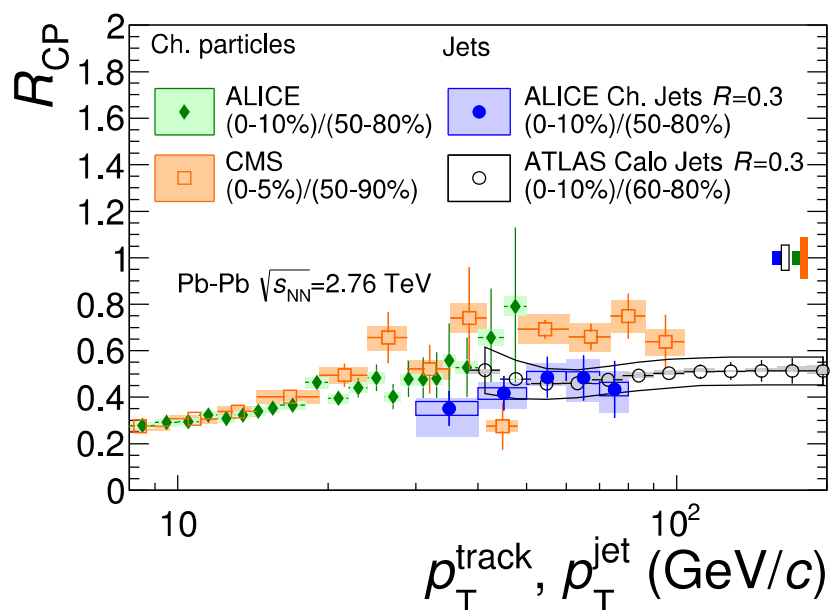 R_CP
2
1.8
1.6
1.4
1.2
1
0.8
0.6
0.4
0.2
0
Ch. particles
ALICE
(0-10%)/(50-80%)
CMS
(0-5%)/(50-90%)
Jets
ALICE Ch. Jets R=0.3
(0-10%)/(50-80%)
ATLAS Calo Jets R=0.3
(0-10%)/(60-80%)
Pb-Pb √s_NN=2.76 TeV
10
10²
p_T^track, p_T^jet (GeV/c)